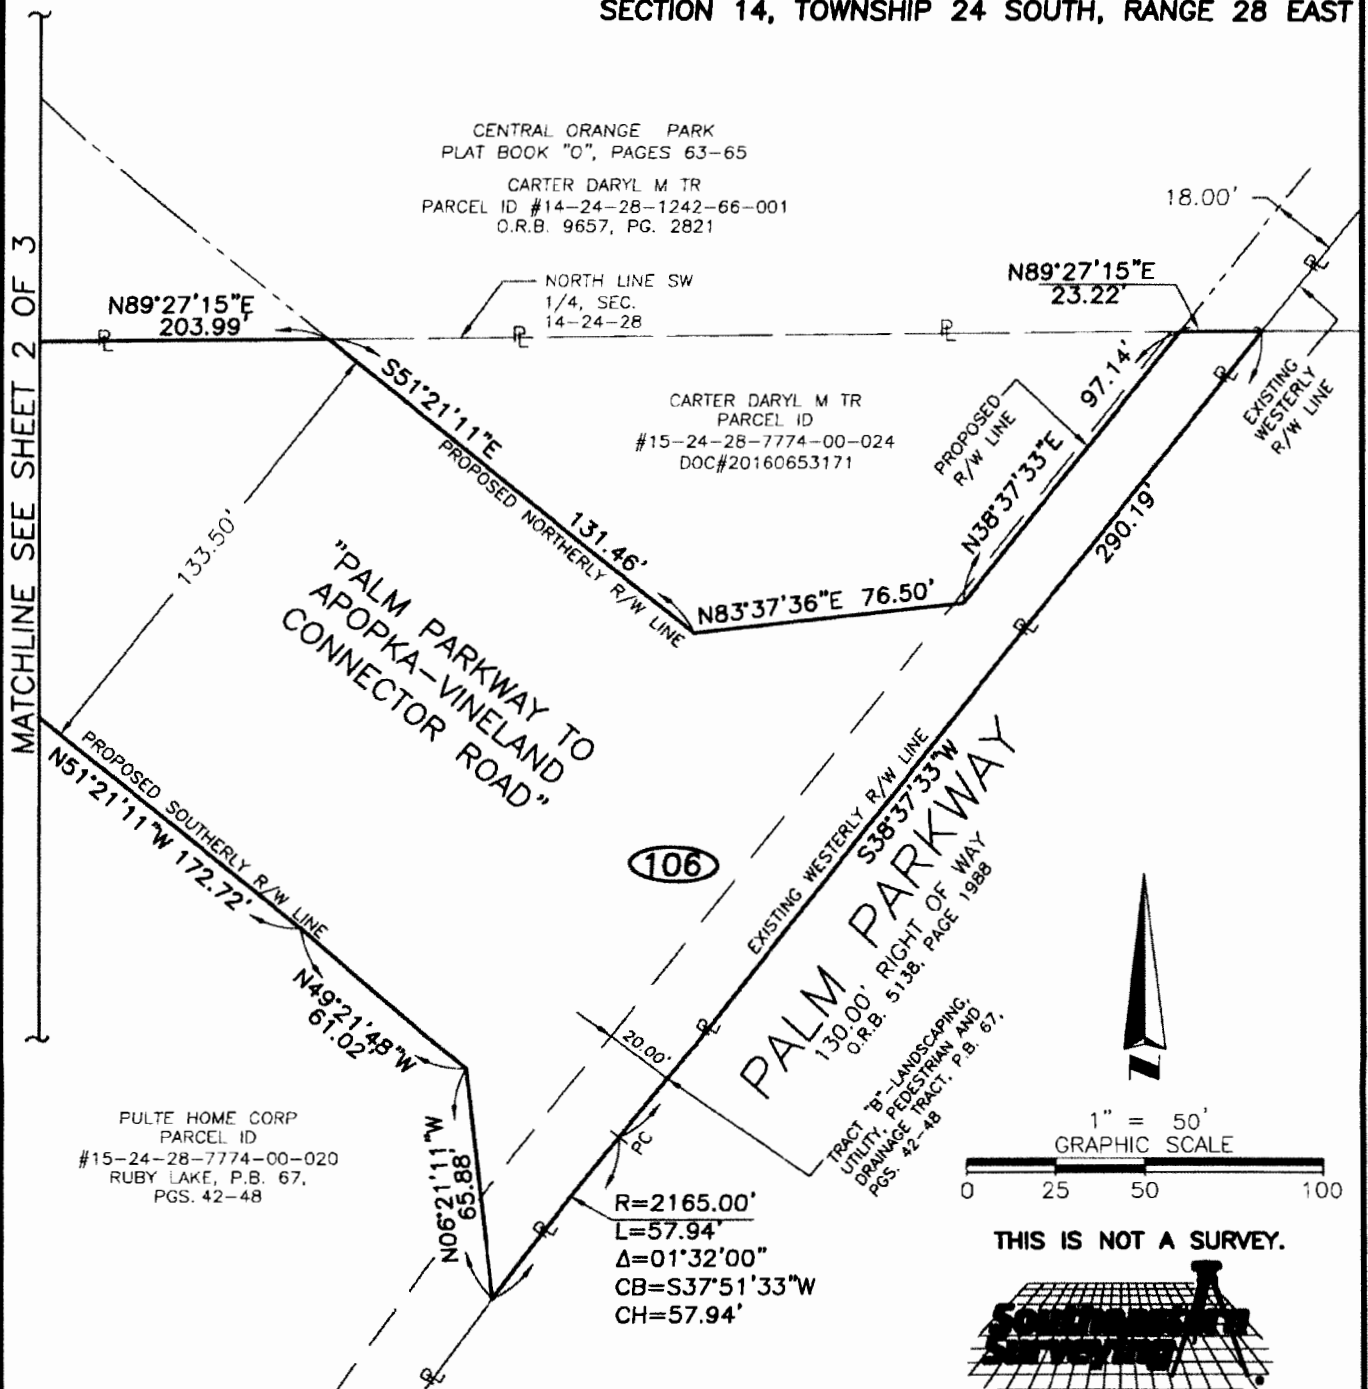 SECTION 14, TOWNSHIP 24 SOUTH, RANGE 28 EAST
MATCHLINE SEE SHEET 2 OF 3
CENTRAL ORANGE PARK
PLAT BOOK "O", PAGES 63-65
CARTER DARYL M TR
PARCEL ID #14-24-28-1242-66-001
O.R.B. 9657, PG. 2821
18.00'
N89°27'15"E
203.99'
NORTH LINE SW
1/4, SEC.
14-24-28
N89°27'15"E
23.22'
EXISTING
WESTERLY
R/W LINE
S51°21'11"E
131.46'
PROPOSED NORTHERLY R/W LINE
CARTER DARYL M TR
PARCEL ID
#15-24-28-7774-00-024
DOC#20160653171
PROPOSED
R/W LINE
97.14'
N38°37'33"E
290.19'
133.50'
N83°37'36"E 76.50'
"PALM PARKWAY TO
APOPKA-VINELAND
CONNECTOR ROAD"
PROPOSED SOUTHERLY R/W LINE
N51°21'11"W 172.72'
106
EXISTING WESTERLY R/W LINE
S38°37'33"W
PALM PARKWAY
130.00' RIGHT OF WAY
O.R.B. 5138, PAGE 1988
N49°21'48"W
61.02'
20.00'
TRACT "B"-LANDSCAPING,
UTILITY, PEDESTRIAN AND
DRAINAGE TRACT, P.B. 67,
PGS. 42-48
PC
PULTE HOME CORP
PARCEL ID
#15-24-28-7774-00-020
RUBY LAKE, P.B. 67,
PGS. 42-48
N06°21'11"W
65.88'
R=2165.00'
L=57.94'
Δ=01°32'00"
CB=S37°51'33"W
CH=57.94'
N
1" = 50'
GRAPHIC SCALE
0 25 50 100
THIS IS NOT A SURVEY.
Surveying